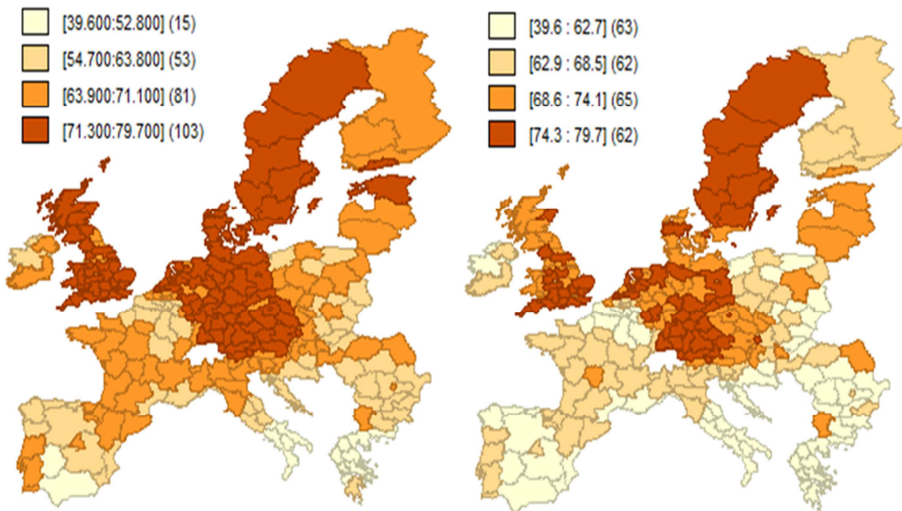 [39.600:52.800] (15)
[54.700:63.800] (53)
[63.900:71.100] (81)
[71.300:79.700] (103)
[39.6 : 62.7] (63)
[62.9 : 68.5] (62)
[68.6 : 74.1] (65)
[74.3 : 79.7] (62)